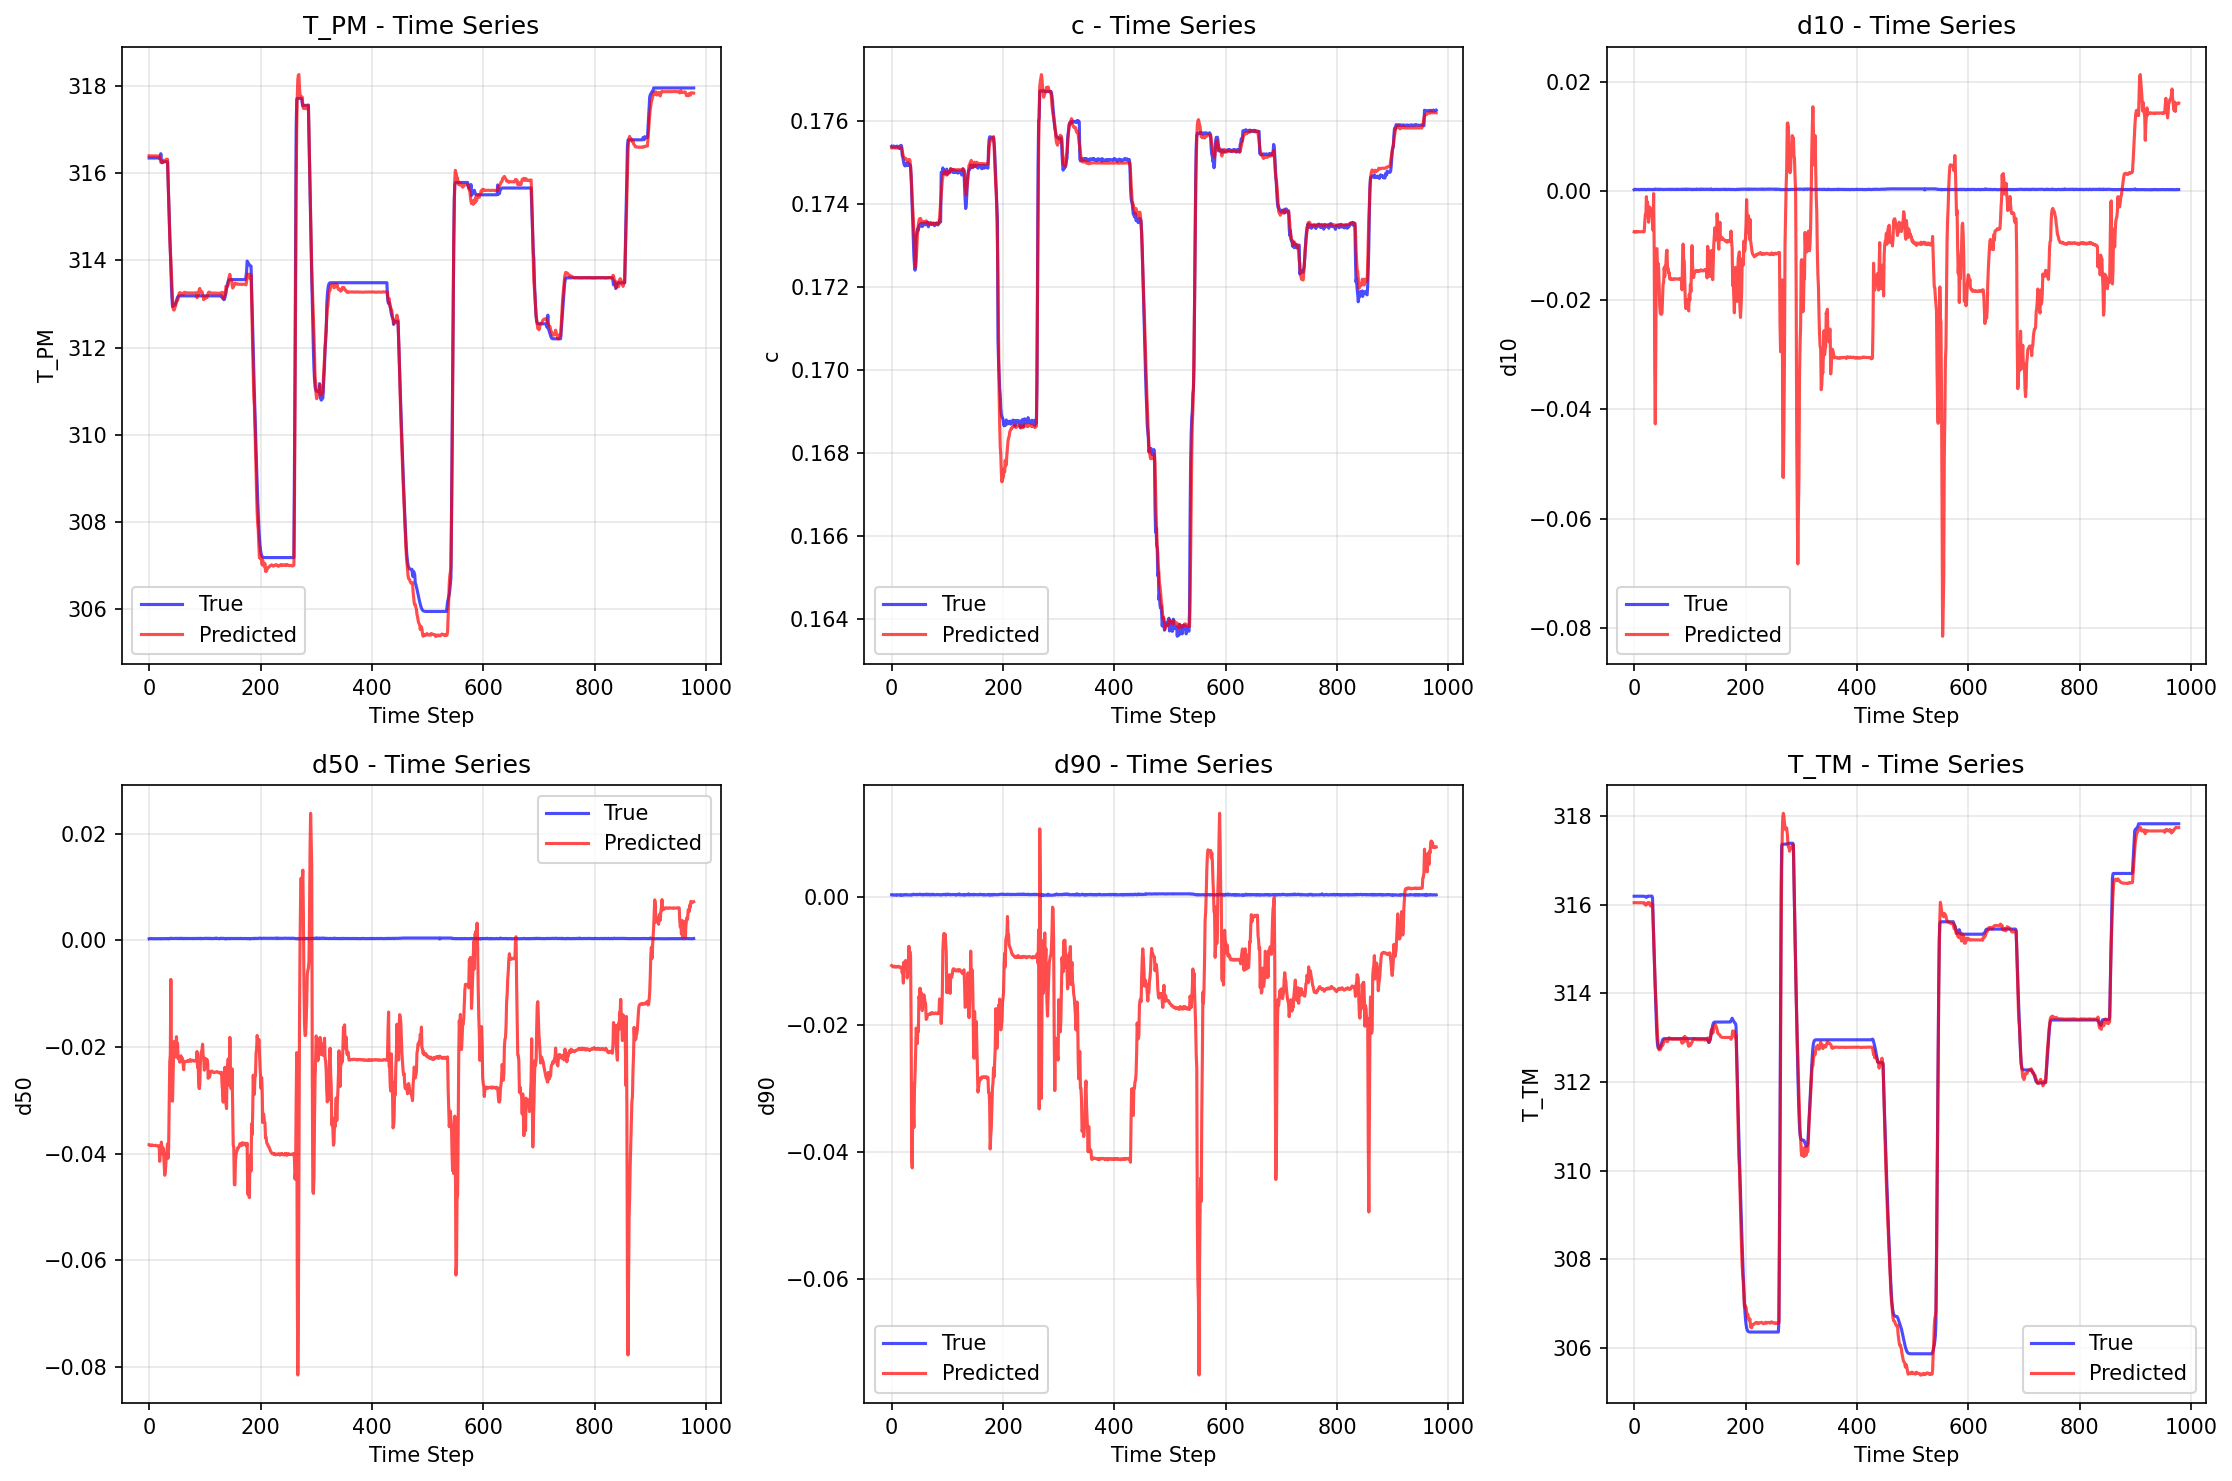 T_PM - Time Series
318
316
314
312
310
308
306
T_PM
True
Predicted
0
200
400
600
800
1000
Time Step
c - Time Series
0.176
0.174
0.172
0.170
0.168
0.166
0.164
c
True
Predicted
0
200
400
600
800
1000
Time Step
d10 - Time Series
0.02
0.00
−0.02
−0.04
−0.06
−0.08
d10
True
Predicted
0
200
400
600
800
1000
Time Step
d50 - Time Series
0.02
0.00
−0.02
−0.04
−0.06
−0.08
d50
True
Predicted
0
200
400
600
800
1000
Time Step
d90 - Time Series
0.00
−0.02
−0.04
−0.06
d90
True
Predicted
0
200
400
600
800
1000
Time Step
T_TM - Time Series
318
316
314
312
310
308
306
T_TM
True
Predicted
0
200
400
600
800
1000
Time Step